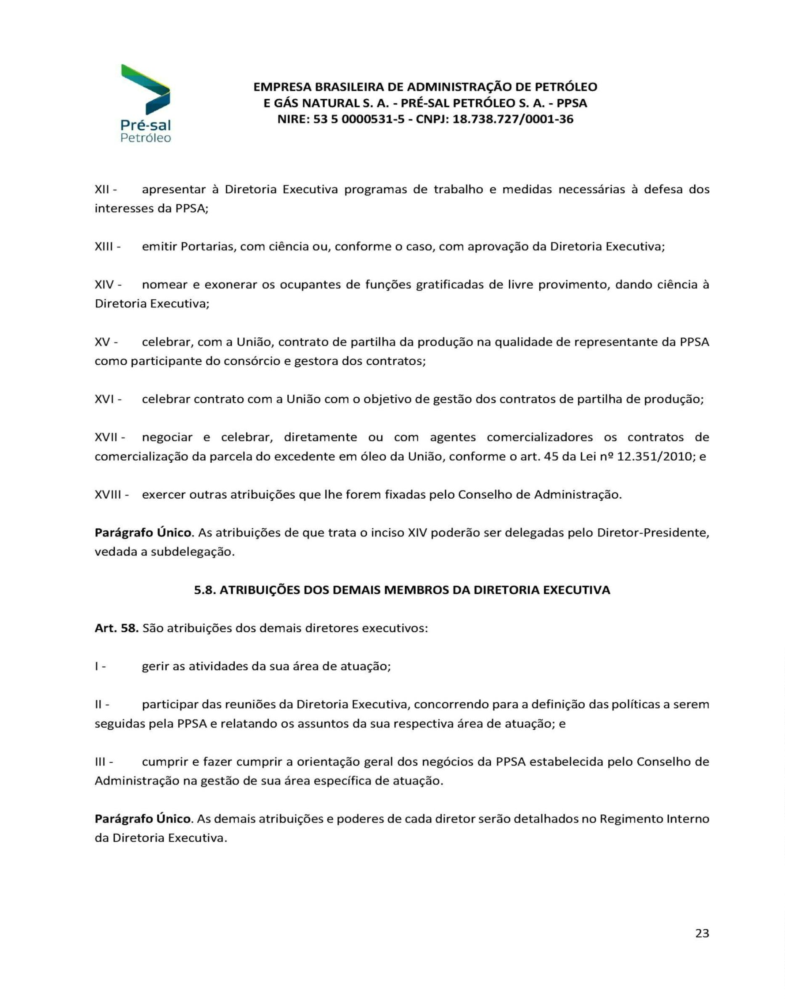 Pré-sal
Petróleo
EMPRESA BRASILEIRA DE ADMINISTRAÇÃO DE PETRÓLEO
E GÁS NATURAL S. A. - PRÉ-SAL PETRÓLEO S. A. - PPSA
NIRE: 53 5 0000531-5 - CNPJ: 18.738.727/0001-36
XII - apresentar à Diretoria Executiva programas de trabalho e medidas necessárias à defesa dos
interesses da PPSA;
XIII - emitir Portarias, com ciência ou, conforme o caso, com aprovação da Diretoria Executiva;
XIV - nomear e exonerar os ocupantes de funções gratificadas de livre provimento, dando ciência à
Diretoria Executiva;
XV - celebrar, com a União, contrato de partilha da produção na qualidade de representante da PPSA
como participante do consórcio e gestora dos contratos;
XVI - celebrar contrato com a União com o objetivo de gestão dos contratos de partilha de produção;
XVII - negociar e celebrar, diretamente ou com agentes comercializadores os contratos de
comercialização da parcela do excedente em óleo da União, conforme o art. 45 da Lei nº 12.351/2010; e
XVIII - exercer outras atribuições que lhe forem fixadas pelo Conselho de Administração.
Parágrafo Único. As atribuições de que trata o inciso XIV poderão ser delegadas pelo Diretor-Presidente,
vedada a subdelegação.
5.8. ATRIBUIÇÕES DOS DEMAIS MEMBROS DA DIRETORIA EXECUTIVA
Art. 58. São atribuições dos demais diretores executivos:
I - gerir as atividades da sua área de atuação;
II - participar das reuniões da Diretoria Executiva, concorrendo para a definição das políticas a serem
seguidas pela PPSA e relatando os assuntos da sua respectiva área de atuação; e
III - cumprir e fazer cumprir a orientação geral dos negócios da PPSA estabelecida pelo Conselho de
Administração na gestão de sua área específica de atuação.
Parágrafo Único. As demais atribuições e poderes de cada diretor serão detalhados no Regimento Interno
da Diretoria Executiva.
23